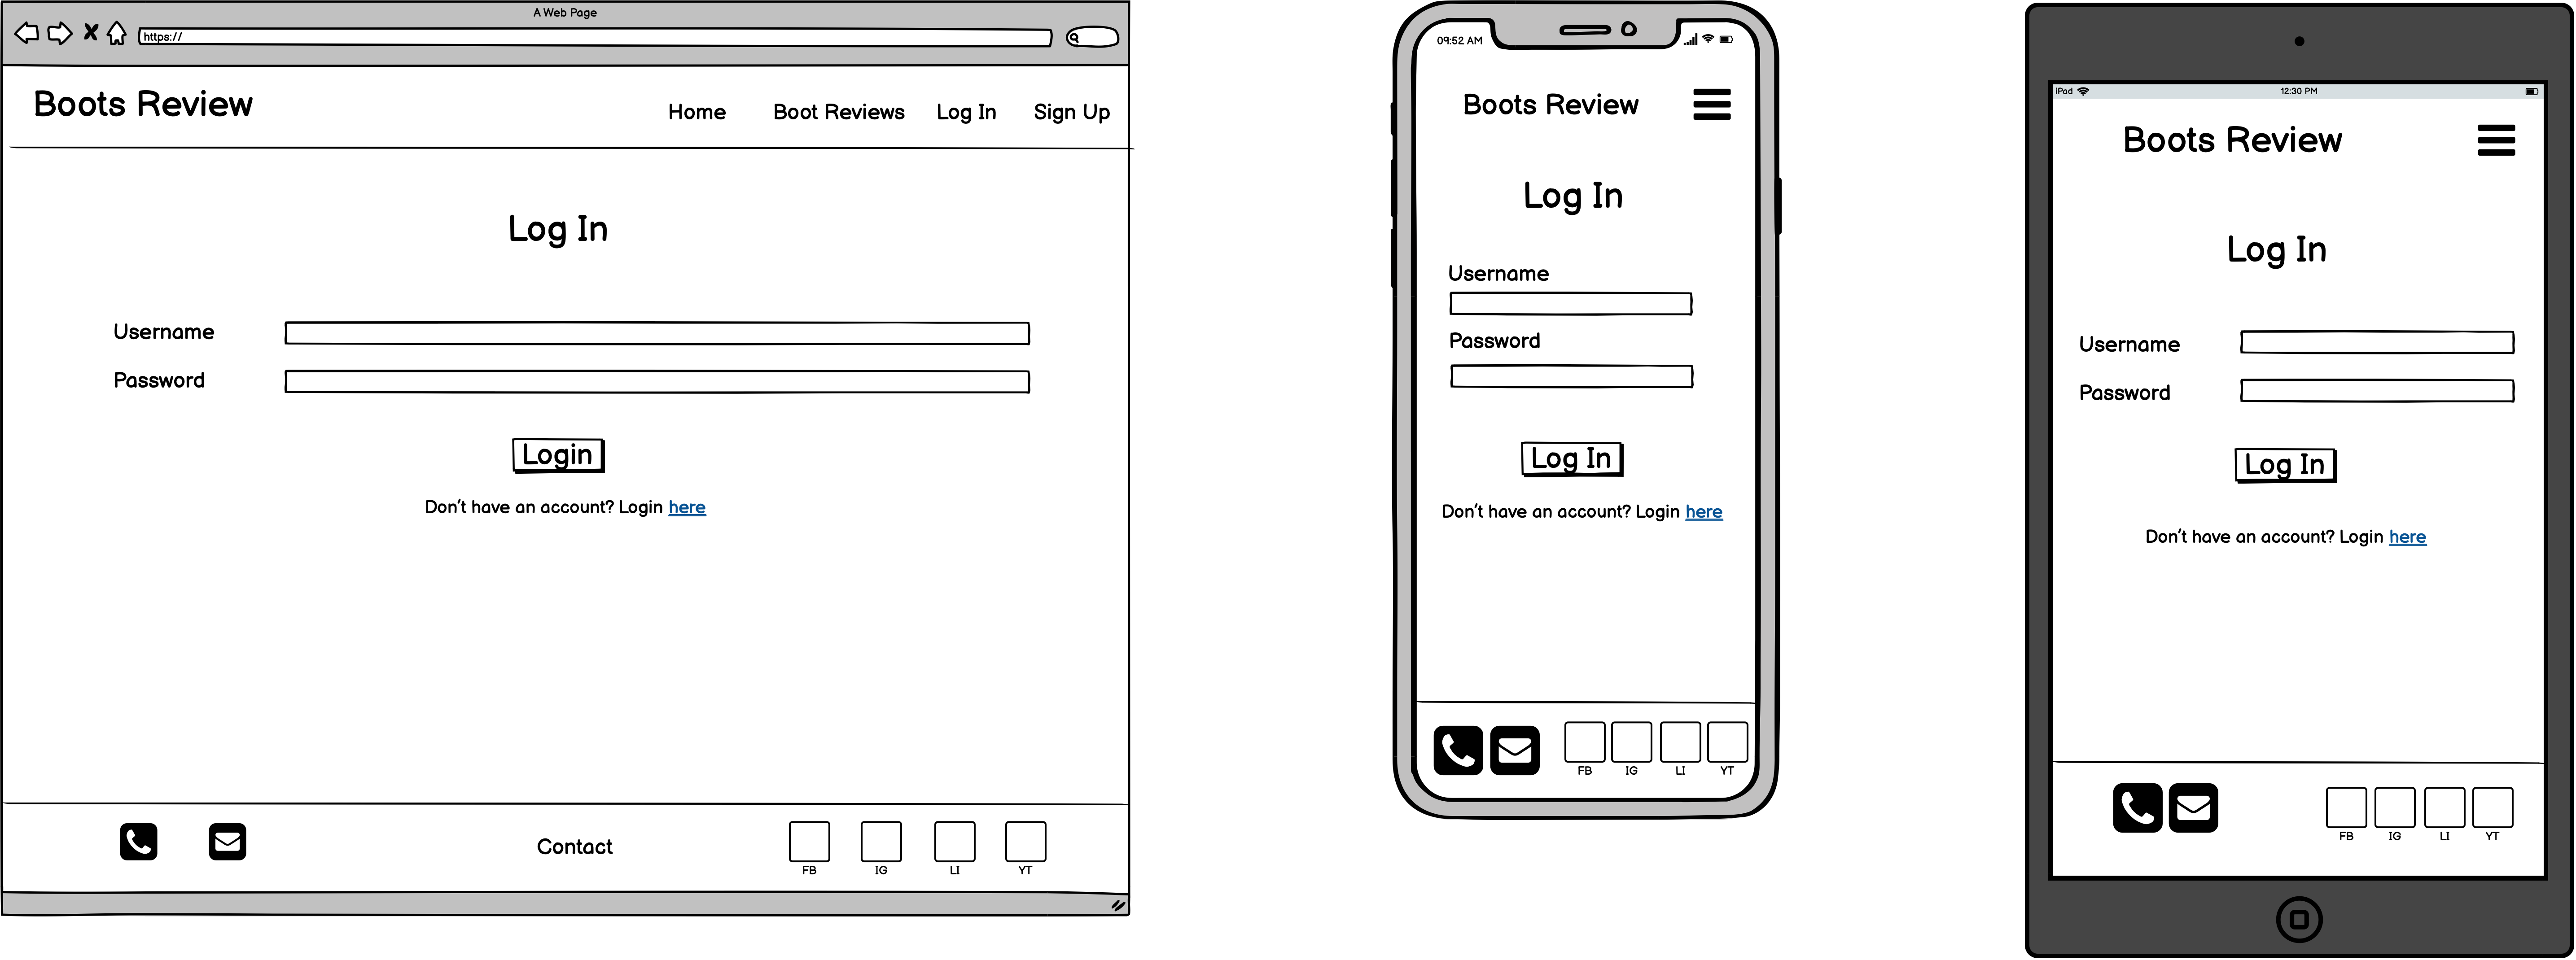 A Web Page
https://
Boots Review
Home Boot Reviews Log In Sign Up
Log In
Username
Password
Login
Don't have an account? Login here
Contact
FB IG LI YT
09:52 AM
Boots Review
Log In
Username
Password
Log In
Don't have an account? Login here
FB IG LI YT
iPad 12:30 PM
Boots Review
Log In
Username
Password
Log In
Don't have an account? Login here
FB IG LI YT